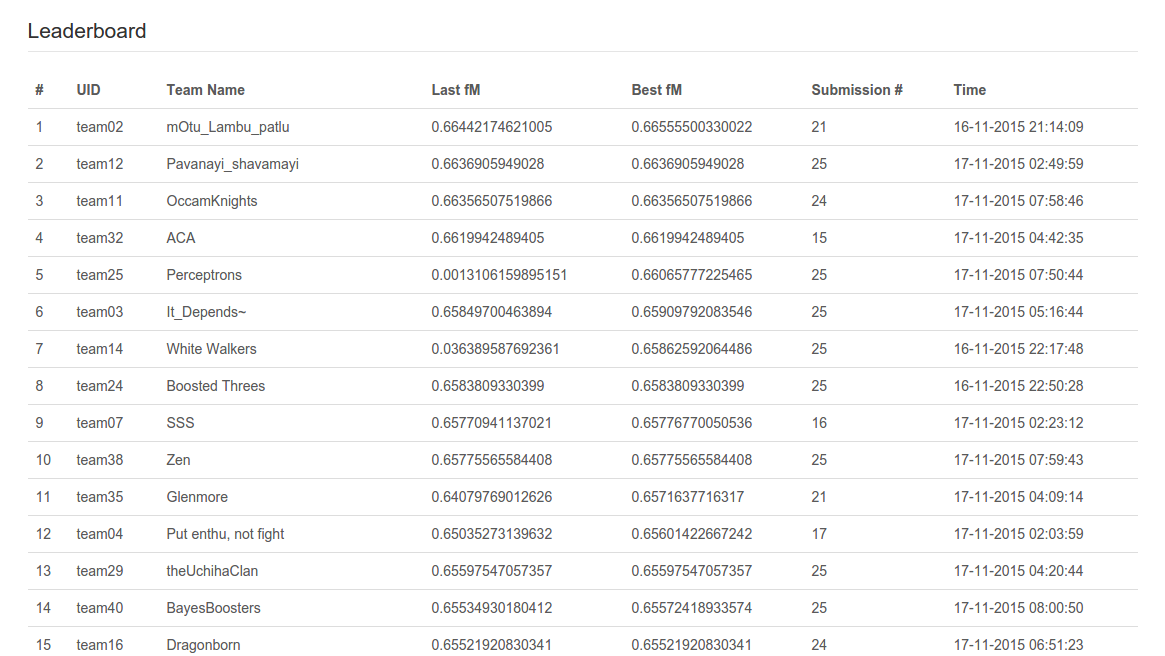 Leaderboard
# UID Team Name Last fM Best fM Submission # Time
1 team02 mOtu_Lambu_patlu 0.66442174621005 0.66555500330022 21 16-11-2015 21:14:09
2 team12 Pavanayi_shavamayi 0.6636905949028 0.6636905949028 25 17-11-2015 02:49:59
3 team11 OccamKnights 0.66356507519866 0.66356507519866 24 17-11-2015 07:58:46
4 team32 ACA 0.6619942489405 0.6619942489405 15 17-11-2015 04:42:35
5 team25 Perceptrons 0.0013106159895151 0.66065777225465 25 17-11-2015 07:50:44
6 team03 It_Depends~ 0.65849700463894 0.65909792083546 25 17-11-2015 05:16:44
7 team14 White Walkers 0.036389587692361 0.65862592064486 25 16-11-2015 22:17:48
8 team24 Boosted Threes 0.6583809330399 0.6583809330399 25 16-11-2015 22:50:28
9 team07 SSS 0.65770941137021 0.65776770050536 16 17-11-2015 02:23:12
10 team38 Zen 0.65775565584408 0.65775565584408 25 17-11-2015 07:59:43
11 team35 Glenmore 0.64079769012626 0.6571637716317 21 17-11-2015 04:09:14
12 team04 Put enthu, not fight 0.65035273139632 0.65601422667242 17 17-11-2015 02:03:59
13 team29 theUchihaClan 0.65597547057357 0.65597547057357 25 17-11-2015 04:20:44
14 team40 BayesBoosters 0.65534930180412 0.65572418933574 25 17-11-2015 08:00:50
15 team16 Dragonborn 0.65521920830341 0.65521920830341 24 17-11-2015 06:51:23